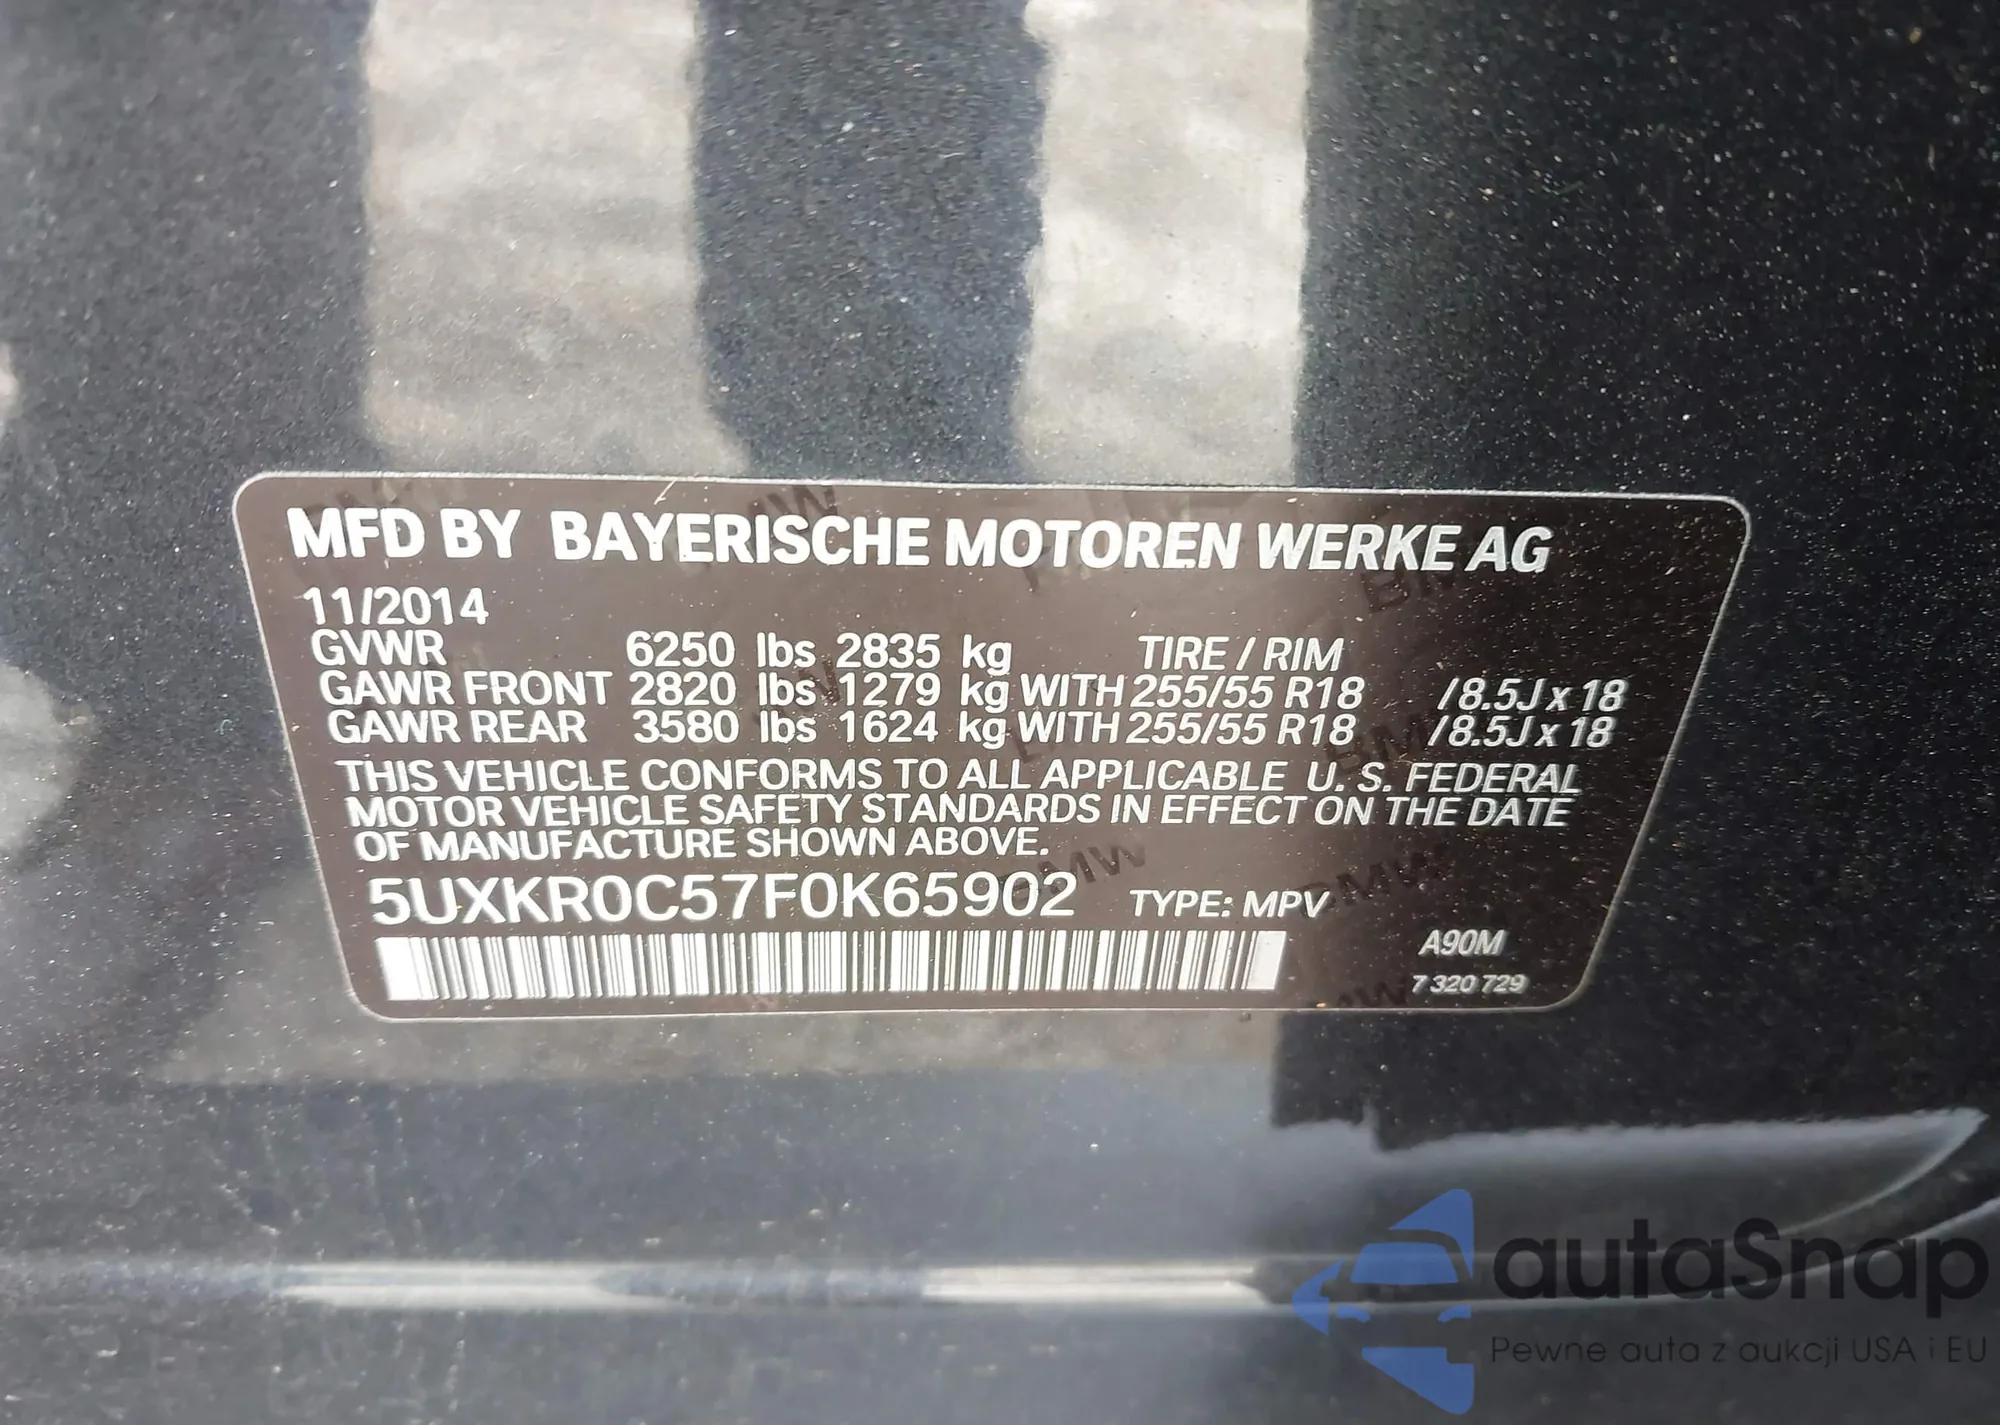 MFD BY BAYERISCHE MOTOREN WERKE AG
11/2014
GVWR 6250 lbs 2835 kg TIRE / RIM
GAWR FRONT 2820 lbs 1279 kg WITH 255/55 R18 /8.5J x 18
GAWR REAR 3580 lbs 1624 kg WITH 255/55 R18 /8.5J x 18
THIS VEHICLE CONFORMS TO ALL APPLICABLE U. S. FEDERAL
MOTOR VEHICLE SAFETY STANDARDS IN EFFECT ON THE DATE
OF MANUFACTURE SHOWN ABOVE.
5UXKR0C57F0K65902 TYPE: MPV
A90M
7 320 729
autaSnap
Pewne auta z aukcji USA i EU